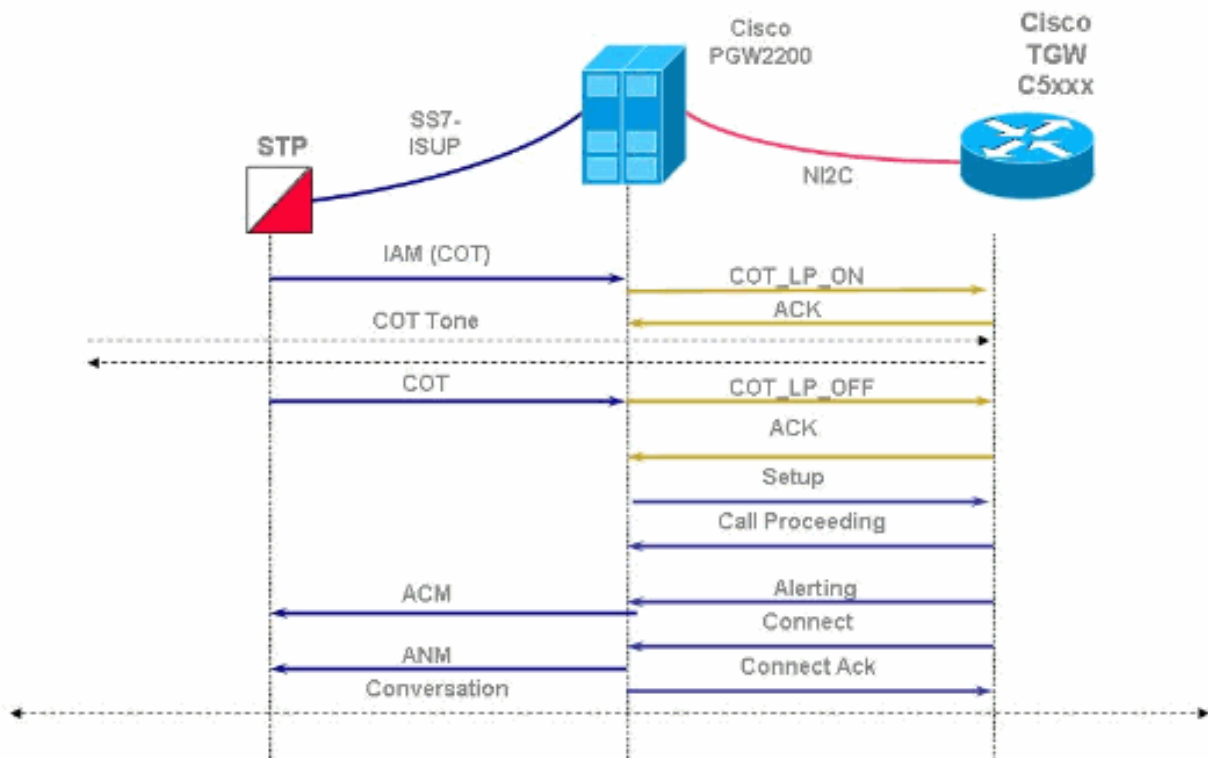 Cisco
PGW2200
Cisco
TGW
C5xxx
SS7-
ISUP
STP
NI2C
IAM (COT)
COT_LP_ON
ACK
COT Tone
COT
COT_LP_OFF
ACK
Setup
Call Proceeding
Alerting
ACM
Connect
ANM
Connect Ack
Conversation